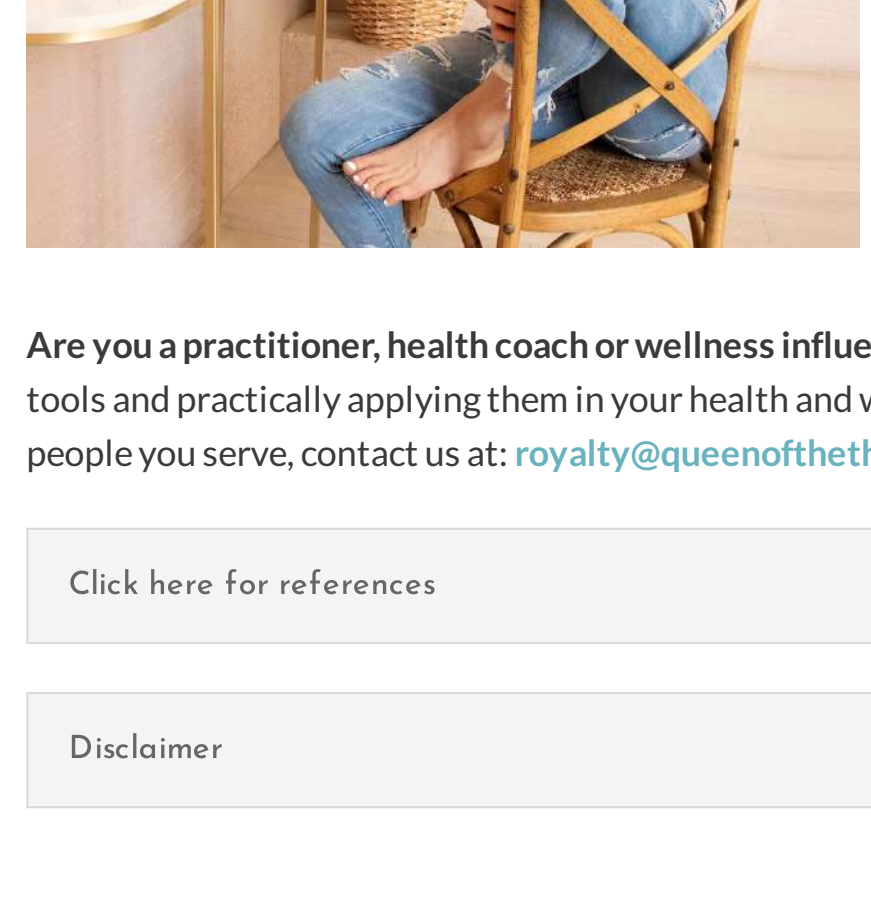 Are you a practitioner, health coach or wellness influe
tools and practically applying them in your health and w
people you serve, contact us at: royalty@queenoftheth
Click here for references
Disclaimer